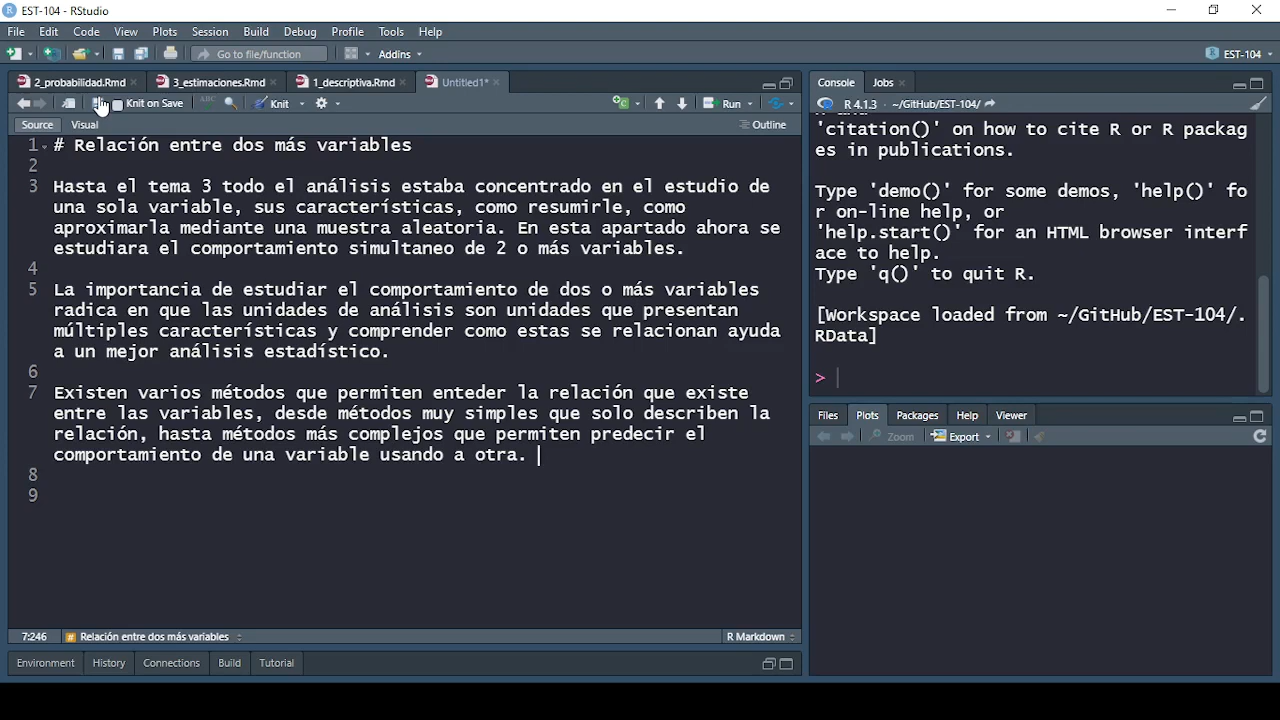 EST-104 - RStudio
File Edit Code View Plots Session Build Debug Profile Tools Help
Go to file/function Addins EST-104
2_probabilidad.Rmd 3_estimaciones.Rmd 1_descriptiva.Rmd Untitled1*
Knit on Save ABC Knit Run
Source Visual Outline
1 # Relación entre dos más variables
2
3 Hasta el tema 3 todo el análisis estaba concentrado en el estudio de
una sola variable, sus características, como resumirle, como
aproximarla mediante una muestra aleatoria. En esta apartado ahora se
estudiara el comportamiento simultaneo de 2 o más variables.
4
5 La importancia de estudiar el comportamiento de dos o más variables
radica en que las unidades de análisis son unidades que presentan
múltiples características y comprender como estas se relacionan ayuda
a un mejor análisis estadístico.
6
7 Existen varios métodos que permiten enteder la relación que existe
entre las variables, desde métodos muy simples que solo describen la
relación, hasta métodos más complejos que permiten predecir el
comportamiento de una variable usando a otra.
8
9
7:246 # Relación entre dos más variables R Markdown
Environment History Connections Build Tutorial
Console Jobs
R 4.1.3 · ~/GitHub/EST-104/
'citation()' on how to cite R or R packag
es in publications.
Type 'demo()' for some demos, 'help()' fo
r on-line help, or
'help.start()' for an HTML browser interf
ace to help.
Type 'q()' to quit R.
[Workspace loaded from ~/GitHub/EST-104/.
RData]
>
Files Plots Packages Help Viewer
Zoom Export